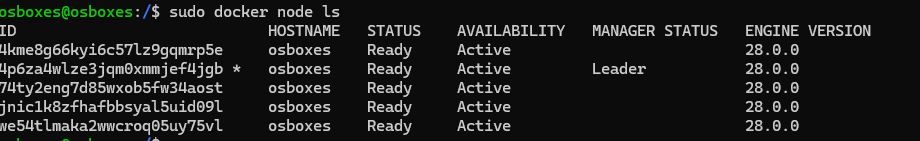 osboxes@osboxes:/$ sudo docker node ls
ID HOSTNAME STATUS AVAILABILITY MANAGER STATUS ENGINE VERSION
4kme8g66kyi6c57lz9gqmrp5e osboxes Ready Active 28.0.0
4p6za4wlze3jqm0xmmjef4jgb * osboxes Ready Active Leader 28.0.0
74ty2eng7d85wxob5fw34aost osboxes Ready Active 28.0.0
jnic1k8zfhafbbsyal5uid09l osboxes Ready Active 28.0.0
we54tlmaka2wwcroq05uy75vl osboxes Ready Active 28.0.0